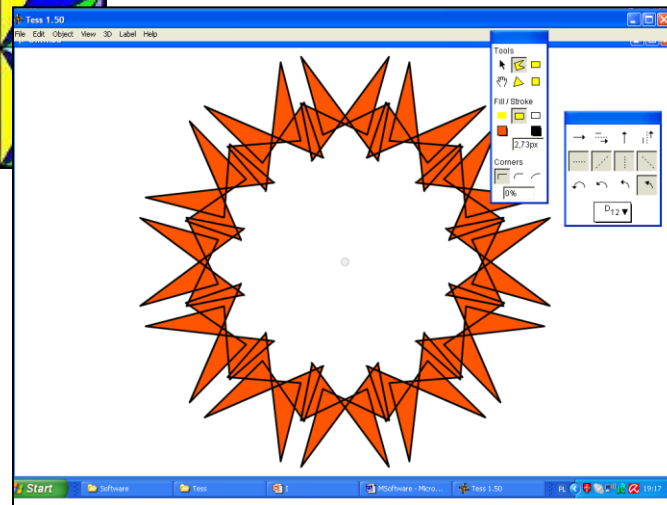 Tess 1.50
File Edit Object View 3D Label Help
Tools
Fill / Stroke
2,73px
Corners
0%
D12▼
Start Software Tess I MSoftware - Micro... Tess 1.50 PL 19:17